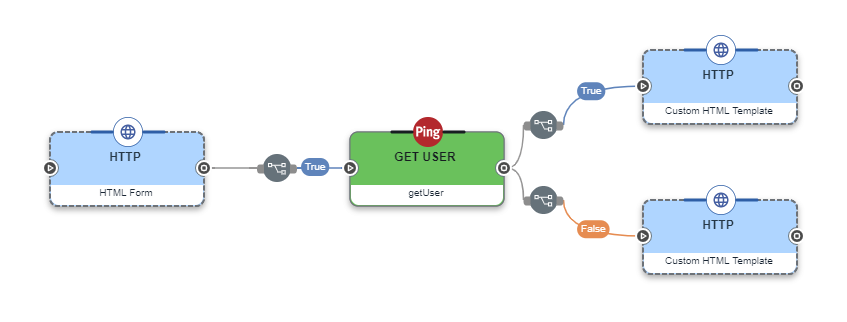 HTTP
HTML Form
True
Ping
GET USER
getUser
True
HTTP
Custom HTML Template
False
HTTP
Custom HTML Template